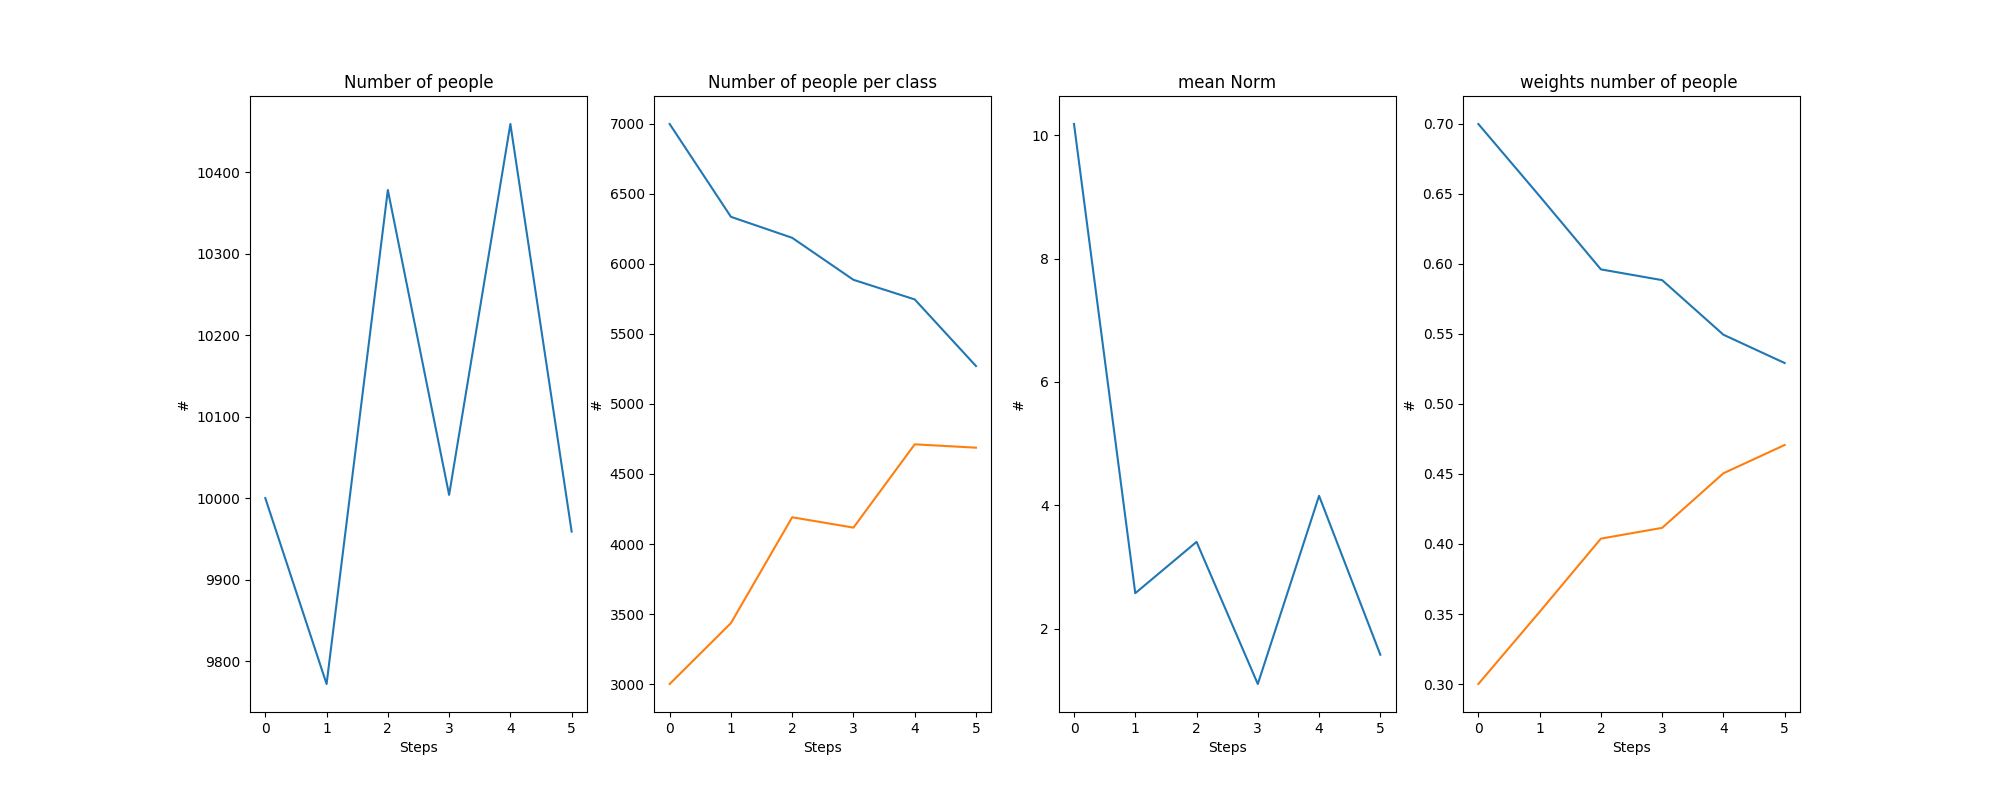 Number of people
10400
10300
10200
10100
10000
9900
9800
#
0 1 2 3 4 5
Steps
Number of people per class
7000
6500
6000
5500
5000
4500
4000
3500
3000
#
0 1 2 3 4 5
Steps
mean Norm
10
8
6
4
2
#
0 1 2 3 4 5
Steps
weights number of people
0.70
0.65
0.60
0.55
0.50
0.45
0.40
0.35
0.30
#
0 1 2 3 4 5
Steps